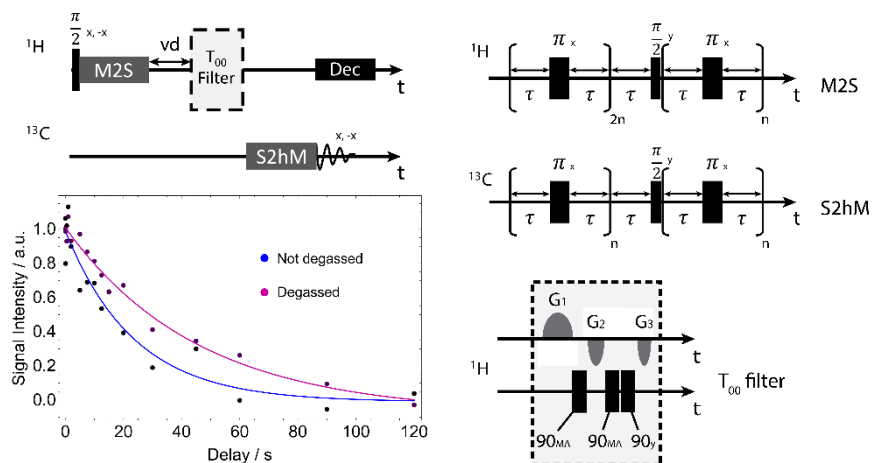 π/2 x, -x
¹H
M2S
vd
T₀₀
Filter
Dec
t
¹³C
S2hM
x, -x
t
Signal Intensity / a.u.
1.0
0.8
0.6
0.4
0.2
0.0
Not degassed
Degassed
0 20 40 60 80 100 120
Delay / s
¹H
π x
π/2 y
π x
τ τ τ τ τ
2n
n
t
M2S
¹³C
π x
π/2 y
π x
τ τ τ τ τ
n
n
t
S2hM
G₁
G₂
G₃
t
¹H
t
T₀₀ filter
90MA
90MA
90y